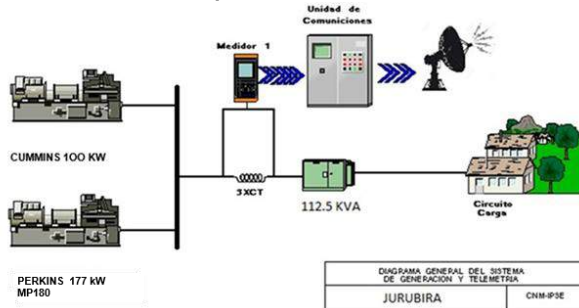 Unidad de
Comuniciones
Medidor 1
CUMMINS 100 KW
3XCT
112.5 KVA
Circuito
Carga
PERKINS 177 kW
MP180
DIAGRAMA GENERAL DEL SISTEMA
DE GENERACION Y TELEMETRIA
JURUBIRA
CNM-IPSE